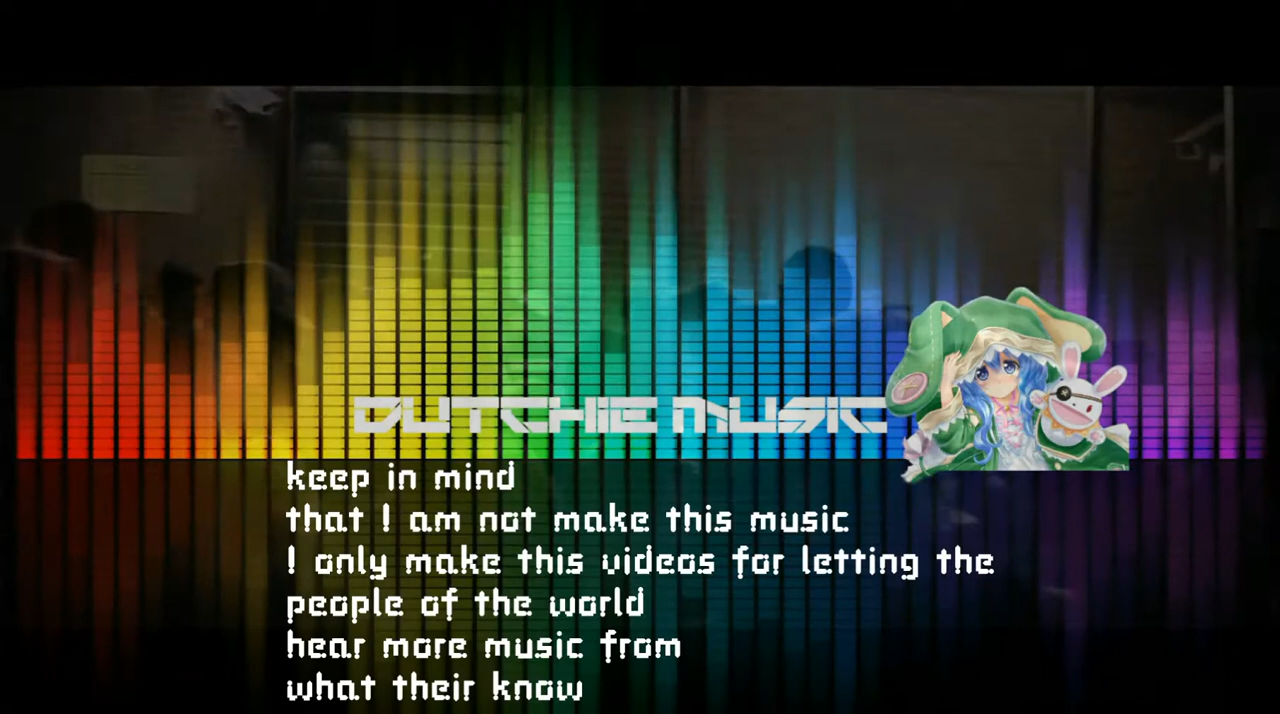 DUTCHIE MUSIC
keep in mind
that I am not make this music
I only make this videos for letting the
people of the world
hear more music from
what their know